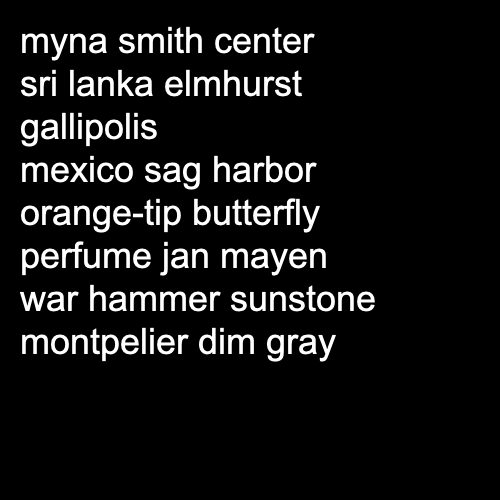 myna smith center
sri lanka elmhurst
gallipolis
mexico sag harbor
orange-tip butterfly
perfume jan mayen
war hammer sunstone
montpelier dim gray